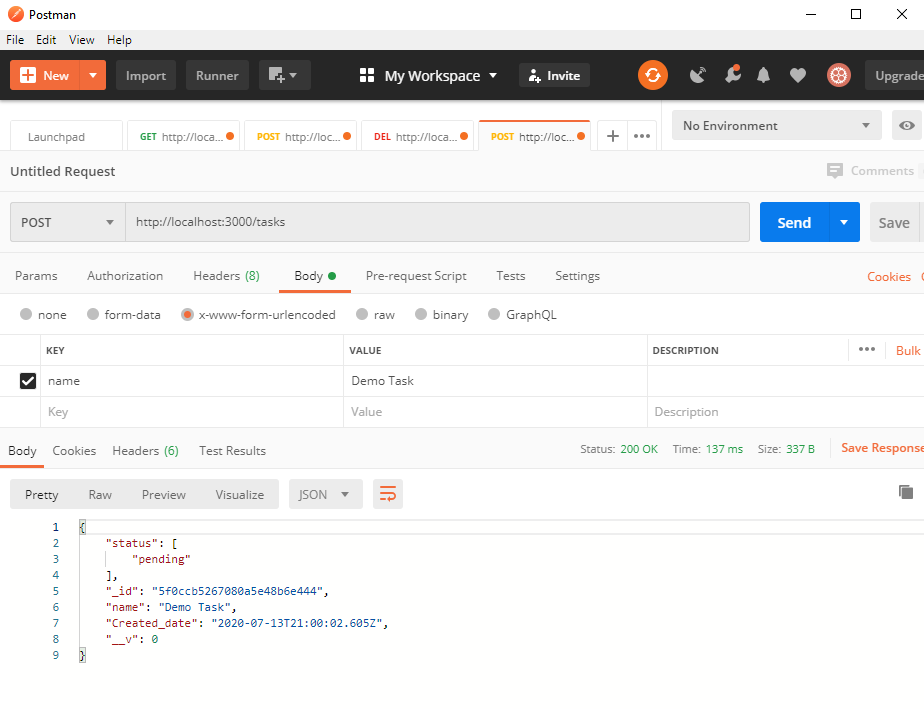 Postman
File Edit View Help
New Import Runner My Workspace Invite Upgrade
Launchpad GET http://loca... POST http://loc... DEL http://loca... POST http://loc... No Environment
Untitled Request Comments
POST http://localhost:3000/tasks Send Save
Params Authorization Headers (8) Body Pre-request Script Tests Settings Cookies
none form-data x-www-form-urlencoded raw binary GraphQL
KEY VALUE DESCRIPTION Bulk
name Demo Task
Key Value Description
Body Cookies Headers (6) Test Results Status: 200 OK Time: 137 ms Size: 337 B Save Response
Pretty Raw Preview Visualize JSON
1 {
2 "status": [
3 "pending"
4 ],
5 "_id": "5f0ccb5267080a5e48b6e444",
6 "name": "Demo Task",
7 "Created_date": "2020-07-13T21:00:02.605Z",
8 "__v": 0
9 }